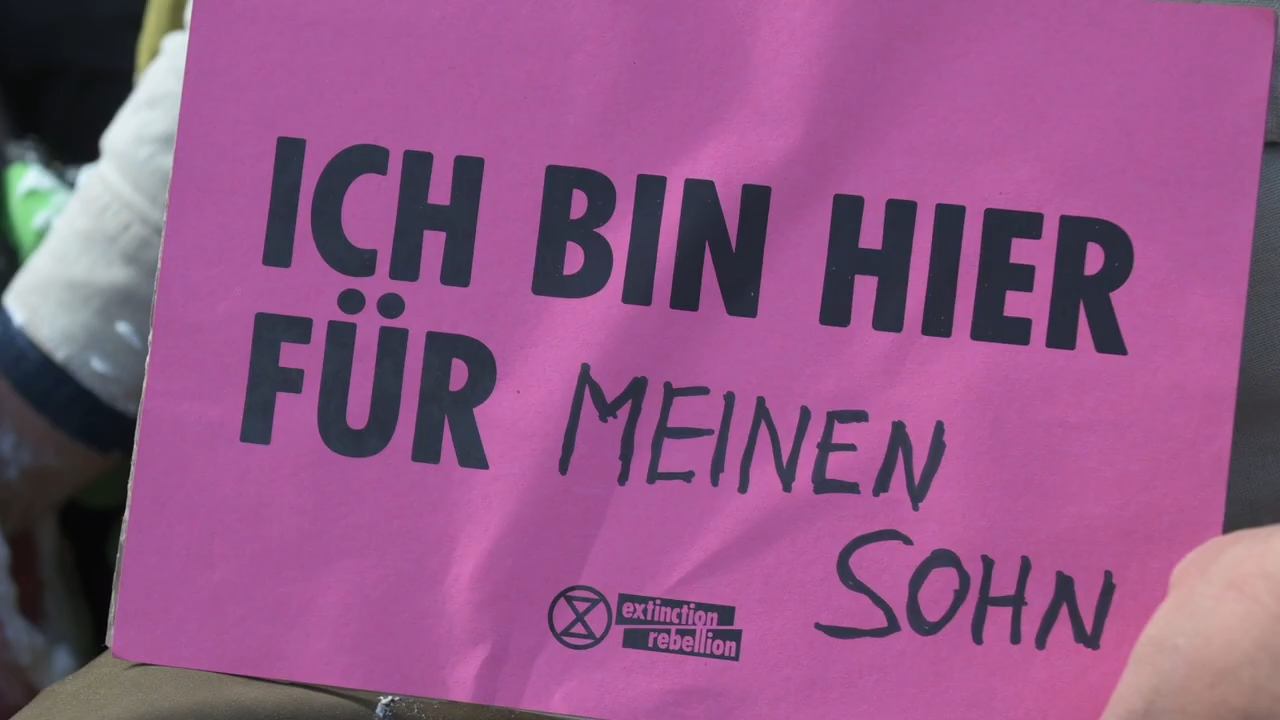 ICH BIN HIER
FÜR MEINEN
SOHN
extinction
rebellion